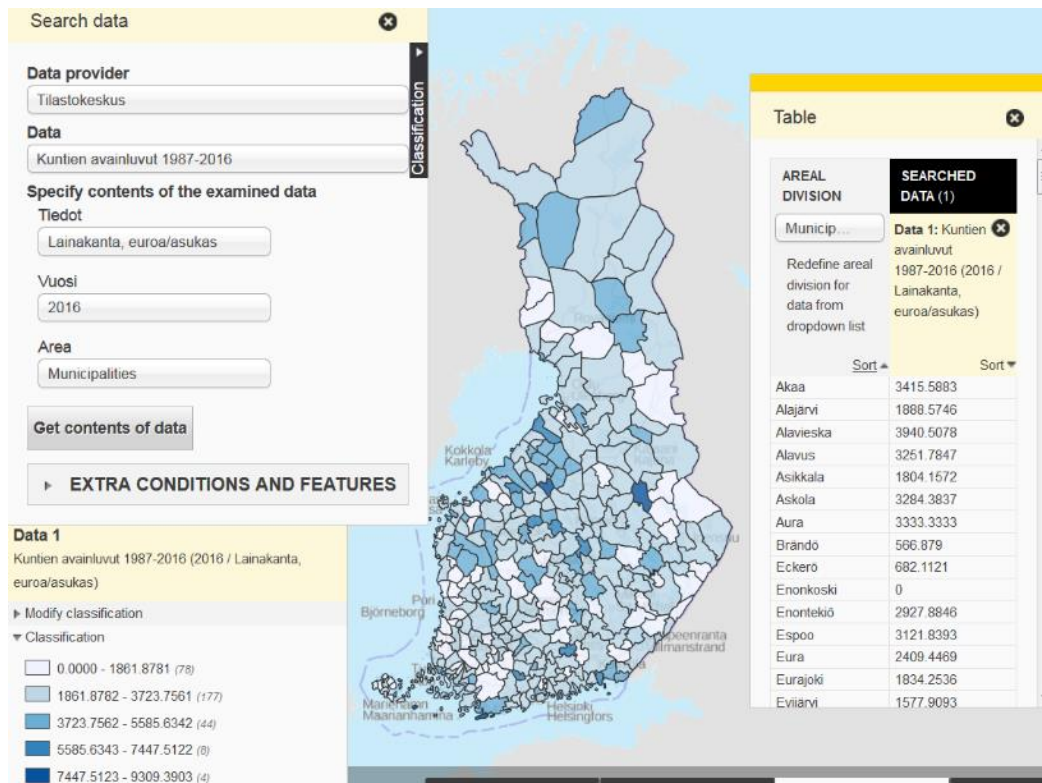 Search data
Data provider
Tilastokeskus
Data
Kuntien avainluvut 1987-2016
Specify contents of the examined data
Tiedot
Lainakanta, euroa/asukas
Vuosi
2016
Area
Municipalities
Get contents of data
EXTRA CONDITIONS AND FEATURES
Classification
Data 1
Kuntien avainluvut 1987-2016 (2016 / Lainakanta,
euroa/asukas)
Modify classification
Classification
0.0000 - 1861.8781 (78)
1861.8782 - 3723.7561 (177)
3723.7562 - 5585.6342 (44)
5585.6343 - 7447.5122 (8)
7447.5123 - 9309.3903 (4)
Kokkola
Karleby
Pori
Björneborg
Maarianhamina
Helsinki
Helsingfors
Table
AREAL
DIVISION
SEARCHED
DATA (1)
Municip...
Redefine areal
division for
data from
dropdown list
Data 1: Kuntien
avainluvut
1987-2016 (2016 /
Lainakanta,
euroa/asukas)
Sort
Sort
Akaa 3415.5883
Alajärvi 1888.5746
Alavieska 3940.5078
Alavus 3251.7847
Asikkala 1804.1572
Askola 3284.3837
Aura 3333.3333
Brändö 566.879
Eckerö 682.1121
Enonkoski 0
Enontekiö 2927.8846
Espoo 3121.8393
Eura 2409.4469
Eurajoki 1834.2536
Evijärvi 1577.9093